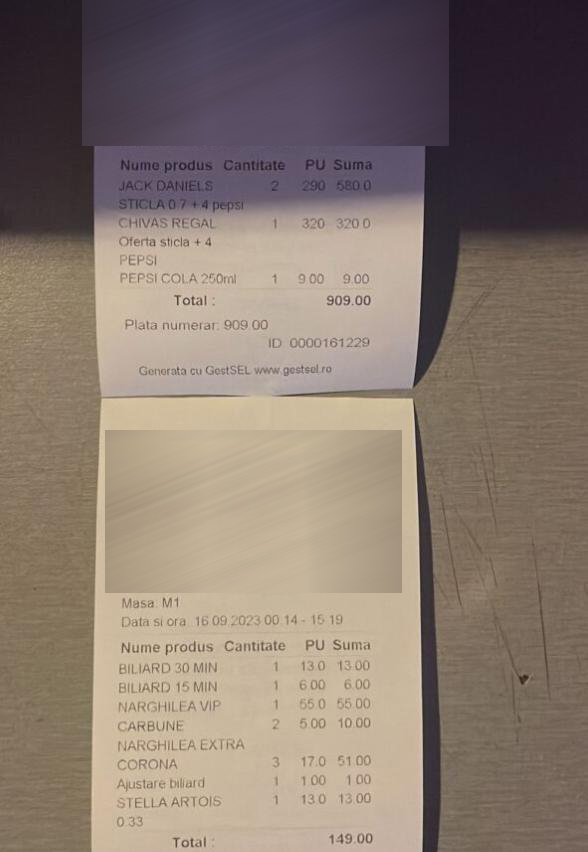 Nume produs Cantitate PU Suma
JACK DANIELS 2 290 580.0
STICLA 0.7 + 4 pepsi
CHIVAS REGAL 1 320 320.0
Oferta sticla + 4
PEPSI
PEPSI COLA 250ml 1 9.00 9.00
Total : 909.00
Plata numerar: 909.00
ID 0000161229
Generata cu GestSEL www.gestsel.ro
Masa: M1
Data si ora 16.09.2023 00:14 - 15:19
Nume produs Cantitate PU Suma
BILIARD 30 MIN 1 13.0 13.00
BILIARD 15 MIN 1 6.00 6.00
NARGHILEA VIP 1 55.0 55.00
CARBUNE 2 5.00 10.00
NARGHILEA EXTRA
CORONA 3 17.0 51.00
Ajustare biliard 1 1.00 1.00
STELLA ARTOIS 1 13.0 13.00
0.33
Total : 149.00